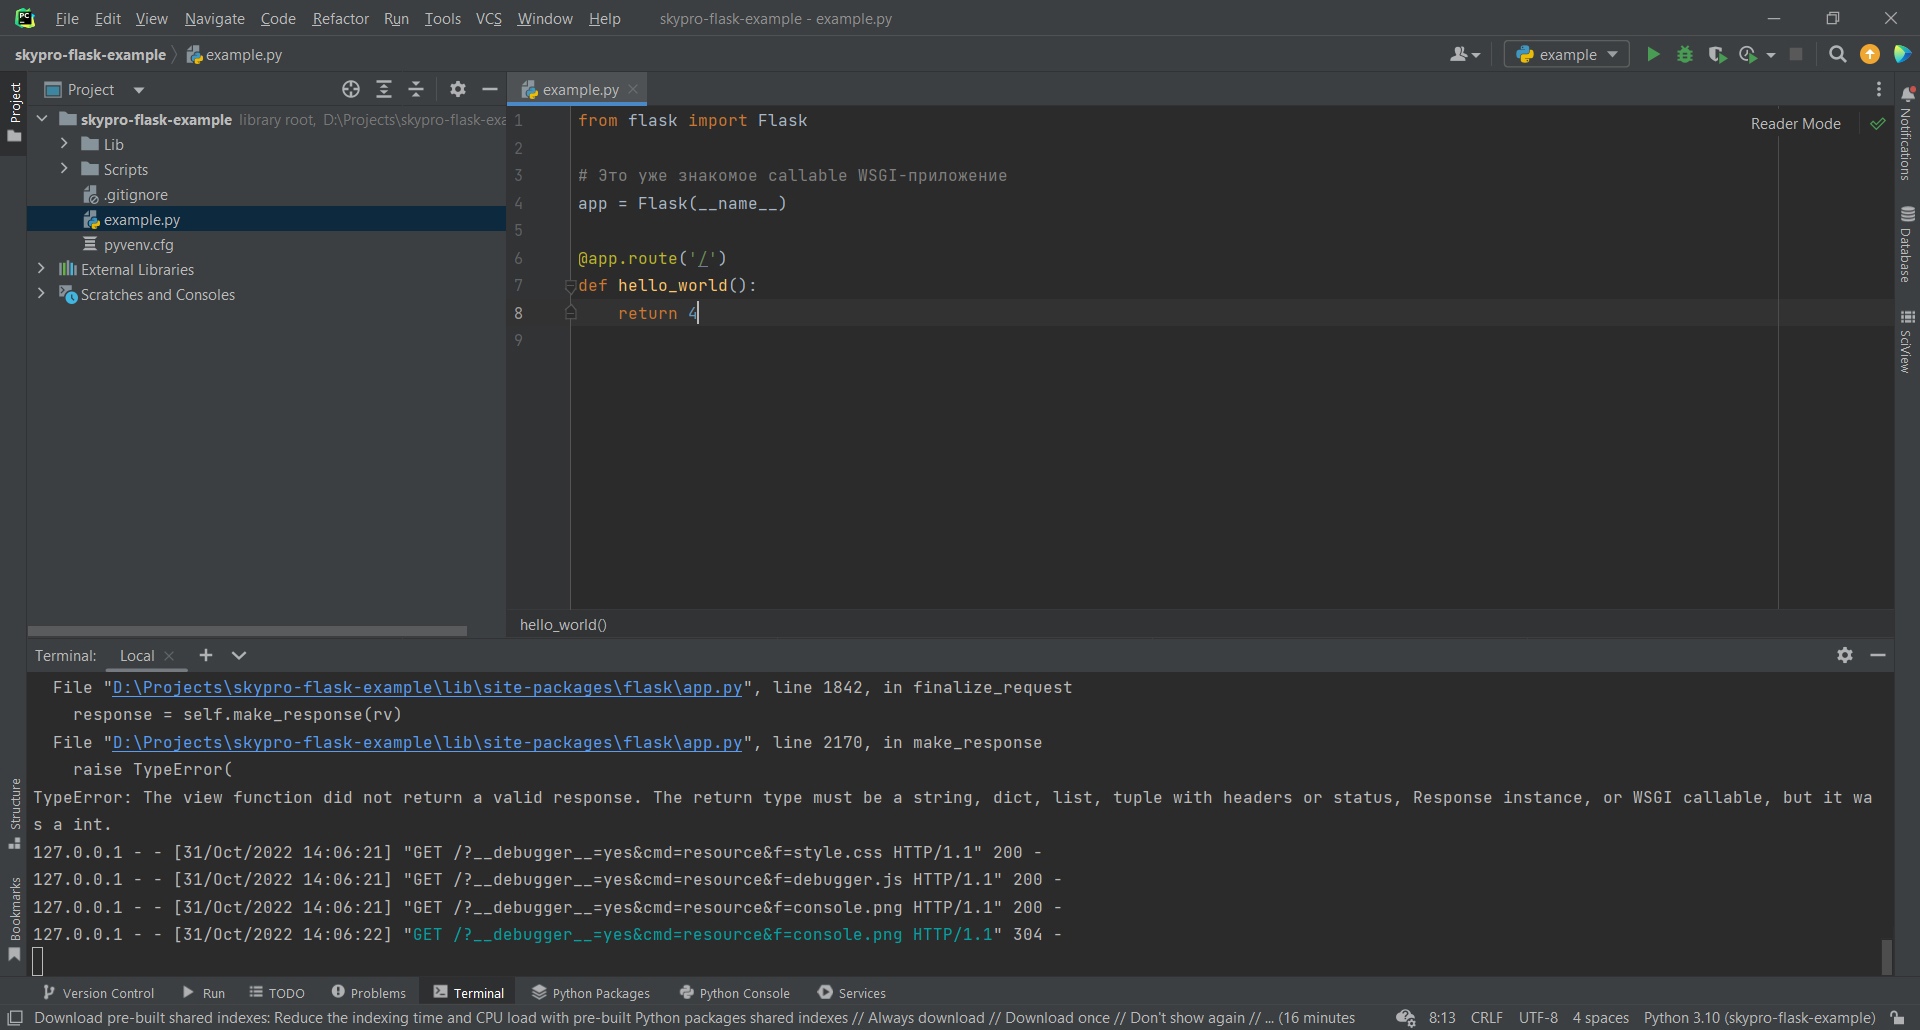 File Edit View Navigate Code Refactor Run Tools VCS Window Help skypro-flask-example - example.py
skypro-flask-example example.py example
Project
Project
example.py
skypro-flask-example library root, D:\Projects\skypro-flask-exa
Lib
Scripts
.gitignore
example.py
pyvenv.cfg
External Libraries
Scratches and Consoles
1 from flask import Flask
2
3 # Это уже знакомое callable WSGI-приложение
4 app = Flask(__name__)
5
6 @app.route('/')
7 def hello_world():
8 return 4
9
Reader Mode
Notifications
Database
SciView
hello_world()
Terminal: Local
File "D:\Projects\skypro-flask-example\lib\site-packages\flask\app.py", line 1842, in finalize_request
response = self.make_response(rv)
File "D:\Projects\skypro-flask-example\lib\site-packages\flask\app.py", line 2170, in make_response
raise TypeError(
TypeError: The view function did not return a valid response. The return type must be a string, dict, list, tuple with headers or status, Response instance, or WSGI callable, but it wa
s a int.
127.0.0.1 - - [31/Oct/2022 14:06:21] "GET /?__debugger__=yes&cmd=resource&f=style.css HTTP/1.1" 200 -
127.0.0.1 - - [31/Oct/2022 14:06:21] "GET /?__debugger__=yes&cmd=resource&f=debugger.js HTTP/1.1" 200 -
127.0.0.1 - - [31/Oct/2022 14:06:21] "GET /?__debugger__=yes&cmd=resource&f=console.png HTTP/1.1" 200 -
127.0.0.1 - - [31/Oct/2022 14:06:22] "GET /?__debugger__=yes&cmd=resource&f=console.png HTTP/1.1" 304 -
Structure
Bookmarks
Version Control Run TODO Problems Terminal Python Packages Python Console Services
Download pre-built shared indexes: Reduce the indexing time and CPU load with pre-built Python packages shared indexes // Always download // Download once // Don't show again // ... (16 minutes 8:13 CRLF UTF-8 4 spaces Python 3.10 (skypro-flask-example)